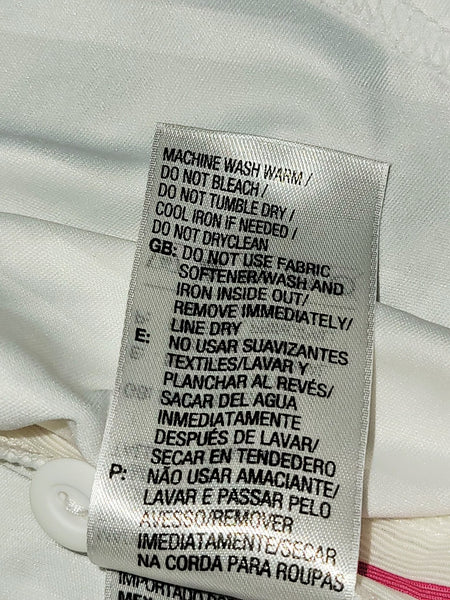 MACHINE WASH WARM /
DO NOT BLEACH /
DO NOT TUMBLE DRY /
COOL IRON IF NEEDED /
DO NOT DRYCLEAN
GB: DO NOT USE FABRIC
SOFTENER/WASH AND
IRON INSIDE OUT/
REMOVE IMMEDIATELY/
LINE DRY
E: NO USAR SUAVIZANTES
TEXTILES/LAVAR Y
PLANCHAR AL REVÉS/
SACAR DEL AGUA
INMEDIATAMENTE
DESPUÉS DE LAVAR/
SECAR EN TENDEDERO
P: NÃO USAR AMACIANTE/
LAVAR E PASSAR PELO
AVESSO/REMOVER
IMEDIATAMENTE/SECAR
NA CORDA PARA ROUPAS
IMPORTADO